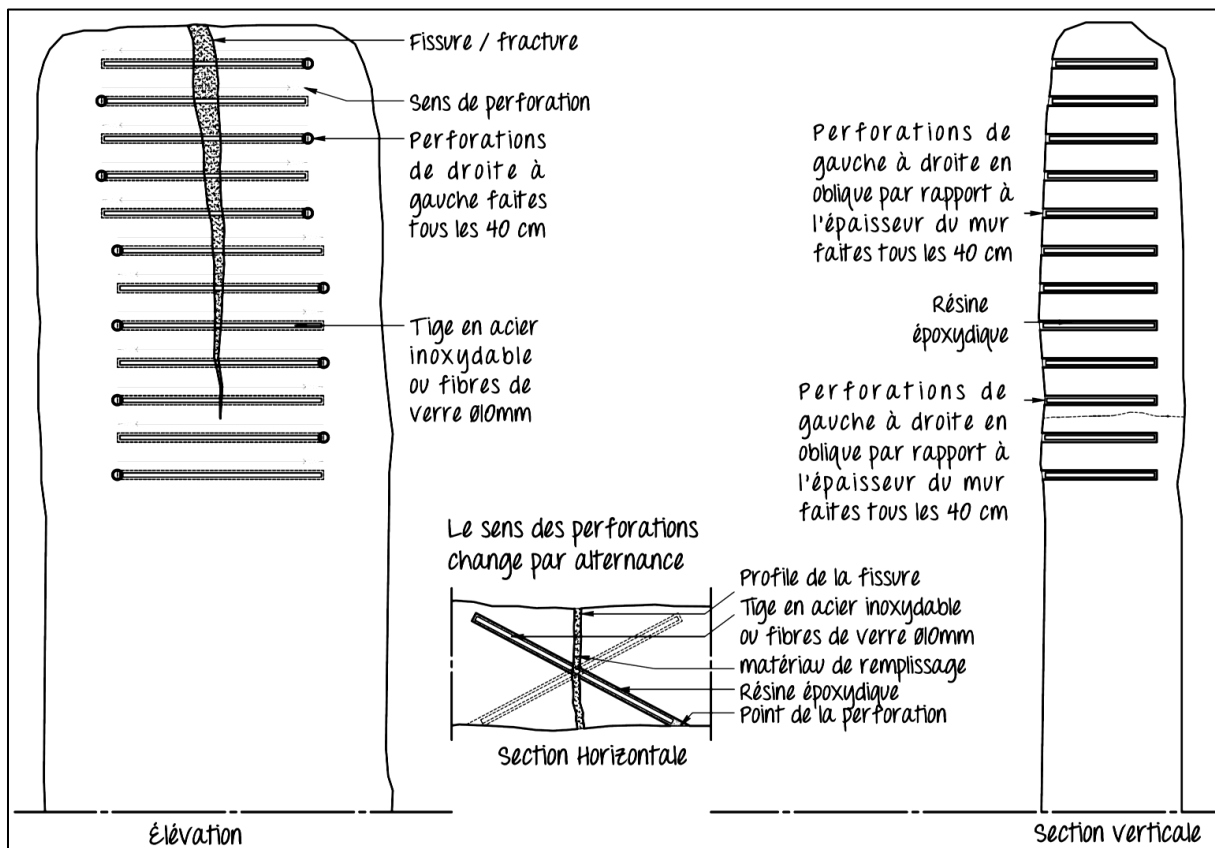 Fissure / fracture
Sens de perforation
Perforations
de droite à
gauche faites
tous les 40 cm
Tige en acier
inoxydable
ou fibres de
verre Ø10mm
Élévation
Le sens des perforations
change par alternance
Profile de la fissure
Tige en acier inoxydable
ou fibres de verre Ø10mm
matériau de remplissage
Résine époxydique
Point de la perforation
Section Horizontale
Perforations de
gauche à droite en
oblique par rapport à
l'épaisseur du mur
faites tous les 40 cm
Résine
époxydique
Perforations de
gauche à droite en
oblique par rapport à
l'épaisseur du mur
faites tous les 40 cm
Section verticale